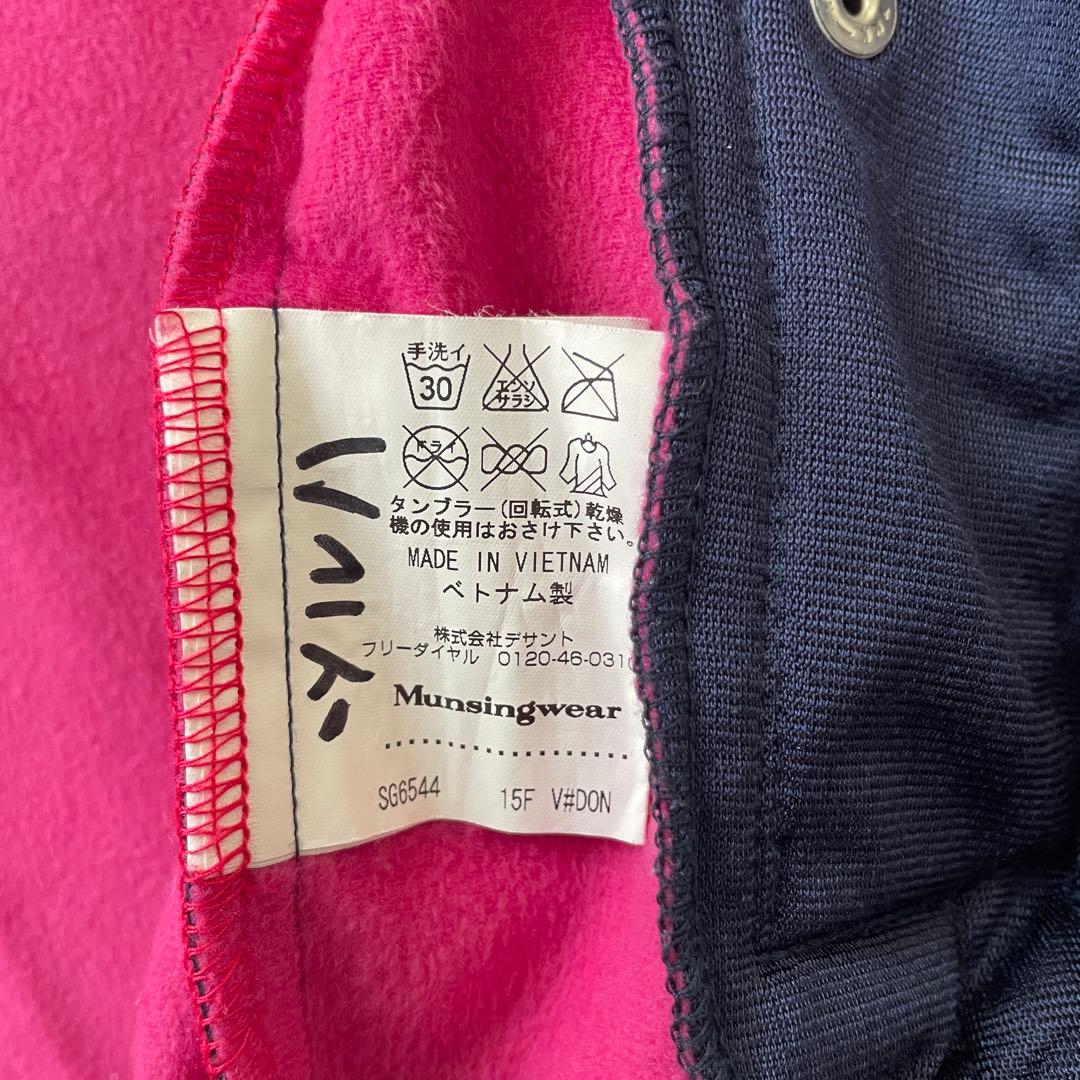 手洗イ
30
エンソ
サラシ
ドライ
タンブラー(回転式)乾燥
機の使用はおさけ下さい。
MADE IN VIETNAM
ベトナム製
株式会社デサント
フリーダイヤル 0120-46-0310
Munsingwear
SG6544 15F V#DON